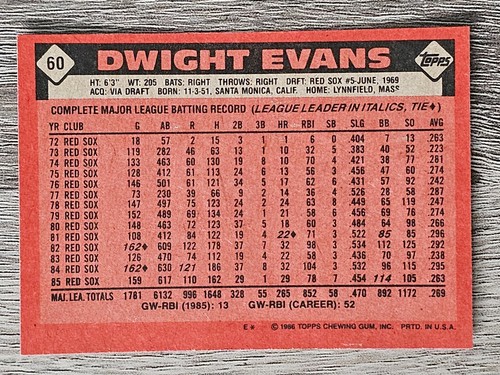 60
DWIGHT EVANS
Topps
HT: 6'3" WT: 205 BATS: RIGHT THROWS: RIGHT DRFT: RED SOX #5-JUNE, 1969
ACQ: VIA DRAFT BORN: 11-3-51, SANTA MONICA, CALIF. HOME: LYNNFIELD, MASS
COMPLETE MAJOR LEAGUE BATTING RECORD (LEAGUE LEADER IN ITALICS, TIE♦)
YR CLUB G AB R H 2B 3B HR RBI SB SLG BB SO AVG
72 RED SOX 18 57 2 15 3 1 1 6 0 .404 7 13 .263
73 RED SOX 119 282 46 63 13 1 10 32 5 .383 40 52 .223
74 RED SOX 133 463 60 130 19 8 10 70 4 .421 38 77 .281
75 RED SOX 128 412 61 113 24 6 13 56 3 .456 47 60 .274
76 RED SOX 146 501 61 121 34 5 17 62 6 .431 57 92 .242
77 RED SOX 73 230 39 66 9 2 14 36 4 .526 28 58 .287
78 RED SOX 147 497 75 123 24 2 24 63 8 .449 65 119 .247
79 RED SOX 152 489 69 134 24 1 21 58 6 .456 69 76 .274
80 RED SOX 148 463 72 123 37 5 18 60 3 .484 64 98 .266
81 RED SOX 108 412 84 122 19 4 22♦ 71 3 .522 85 85 .296
82 RED SOX 162♦ 609 122 178 37 7 32 98 3 .534 112 125 .292
83 RED SOX 126 470 74 112 19 4 22 58 3 .436 70 97 .238
84 RED SOX 162♦ 630 121 186 37 8 32 104 3 .532 96 115 .295
85 RED SOX 159 617 110 162 29 1 29 78 7 .454 114 105 .263
MAJ. LEA. TOTALS 1781 6132 996 1648 328 55 265 852 58 .470 892 1172 .269
GW-RBI (1985): 13 GW-RBI (CAREER): 52
E* © 1986 TOPPS CHEWING GUM, INC. PRTD. IN U.S.A.